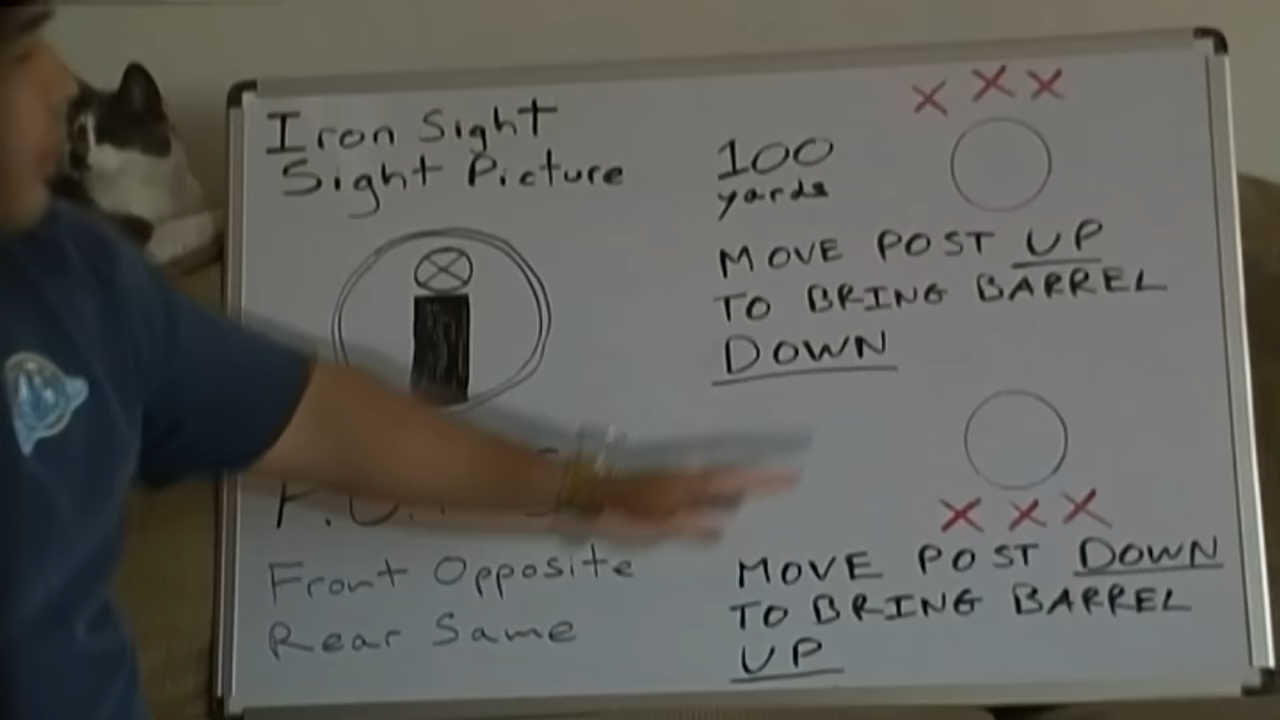 Iron Sight
Sight Picture
100
yards
MOVE POST UP
TO BRING BARREL
DOWN
Front Opposite
Rear Same
MOVE POST DOWN
TO BRING BARREL
UP